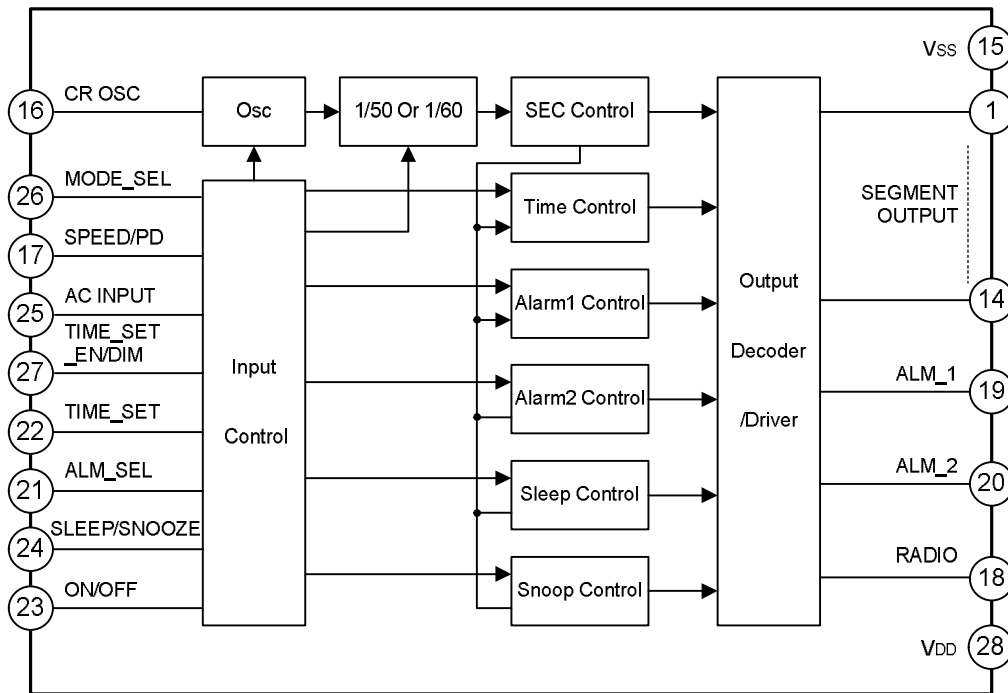 VSS
15
16
CR OSC
Osc
1/50 Or 1/60
SEC Control
1
26
MODE_SEL
17
SPEED/PD
25
AC INPUT
27
TIME_SET
_EN/DIM
22
TIME_SET
21
ALM_SEL
24
SLEEP/SNOOZE
23
ON/OFF
Input
Control
Time Control
Alarm1 Control
Alarm2 Control
Sleep Control
Snoop Control
Output
Decoder
/Driver
SEGMENT
OUTPUT
14
ALM_1
19
ALM_2
20
RADIO
18
VDD
28